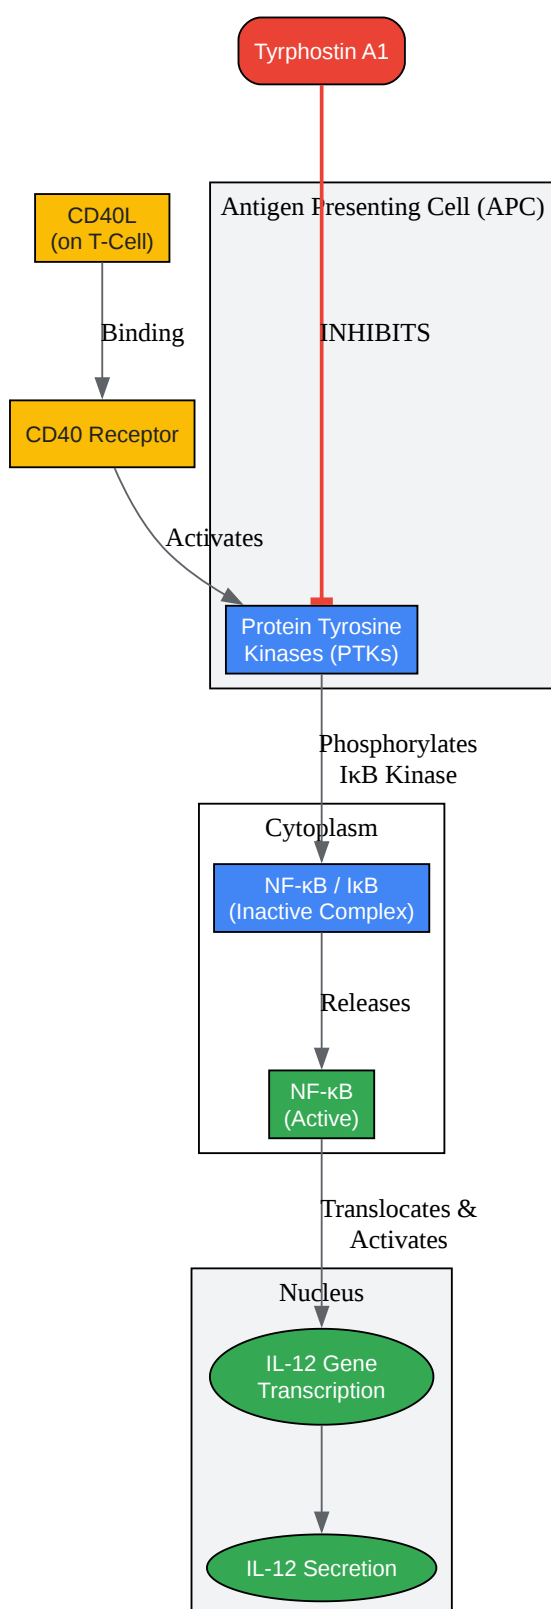 Tyrphostin A1
Antigen Presenting Cell (APC)
CD40L
(on T-Cell)
Binding
INHIBITS
CD40 Receptor
Activates
Protein Tyrosine
Kinases (PTKs)
Phosphorylates
IκB Kinase
Cytoplasm
NF-κB / IκB
(Inactive Complex)
Releases
NF-κB
(Active)
Translocates &
Activates
Nucleus
IL-12 Gene
Transcription
IL-12 Secretion